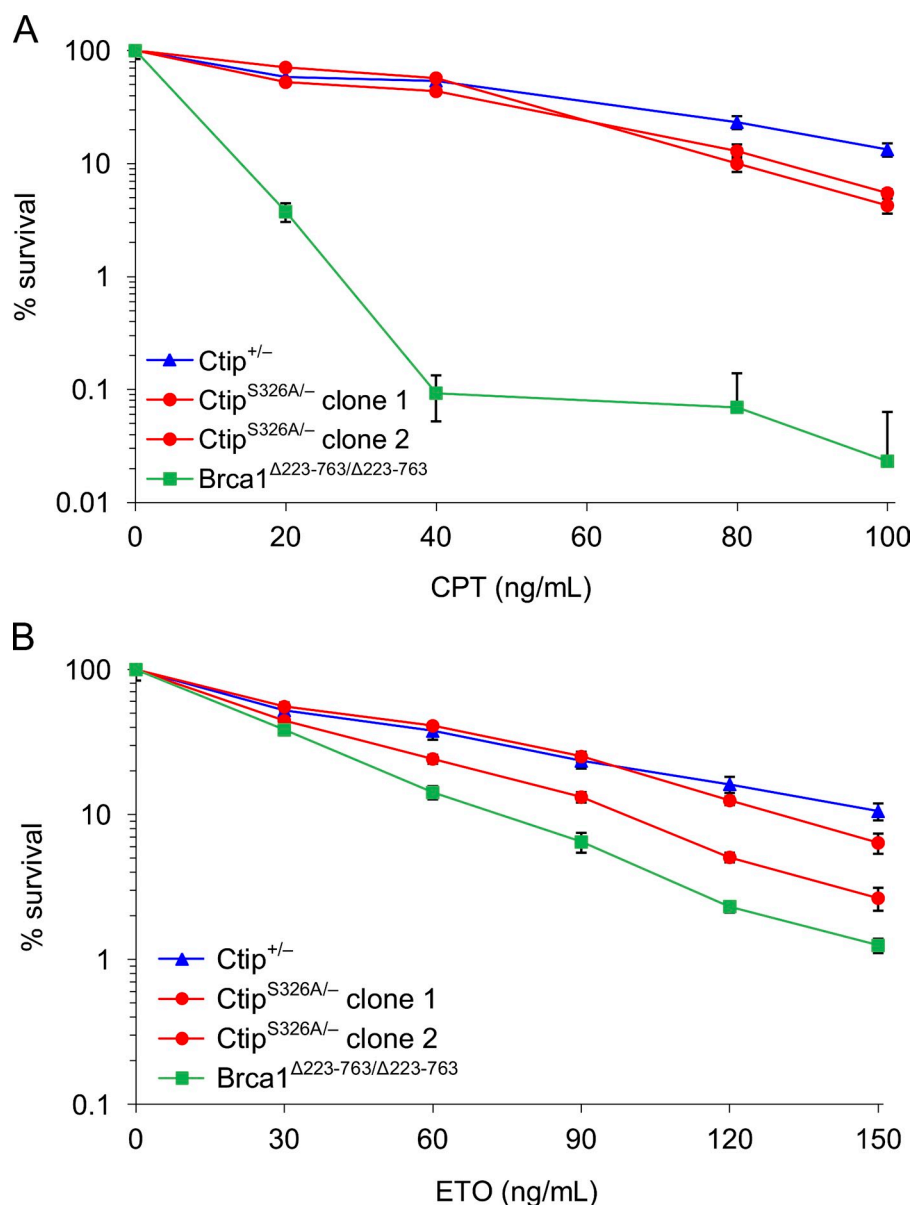 A
100
10
1
0.1
0.01
% survival
Ctip+/–
CtipS326A/– clone 1
CtipS326A/– clone 2
Brca1Δ223-763/Δ223-763
0 20 40 60 80 100
CPT (ng/mL)
B
100
10
1
0.1
% survival
Ctip+/–
CtipS326A/– clone 1
CtipS326A/– clone 2
Brca1Δ223-763/Δ223-763
0 30 60 90 120 150
ETO (ng/mL)